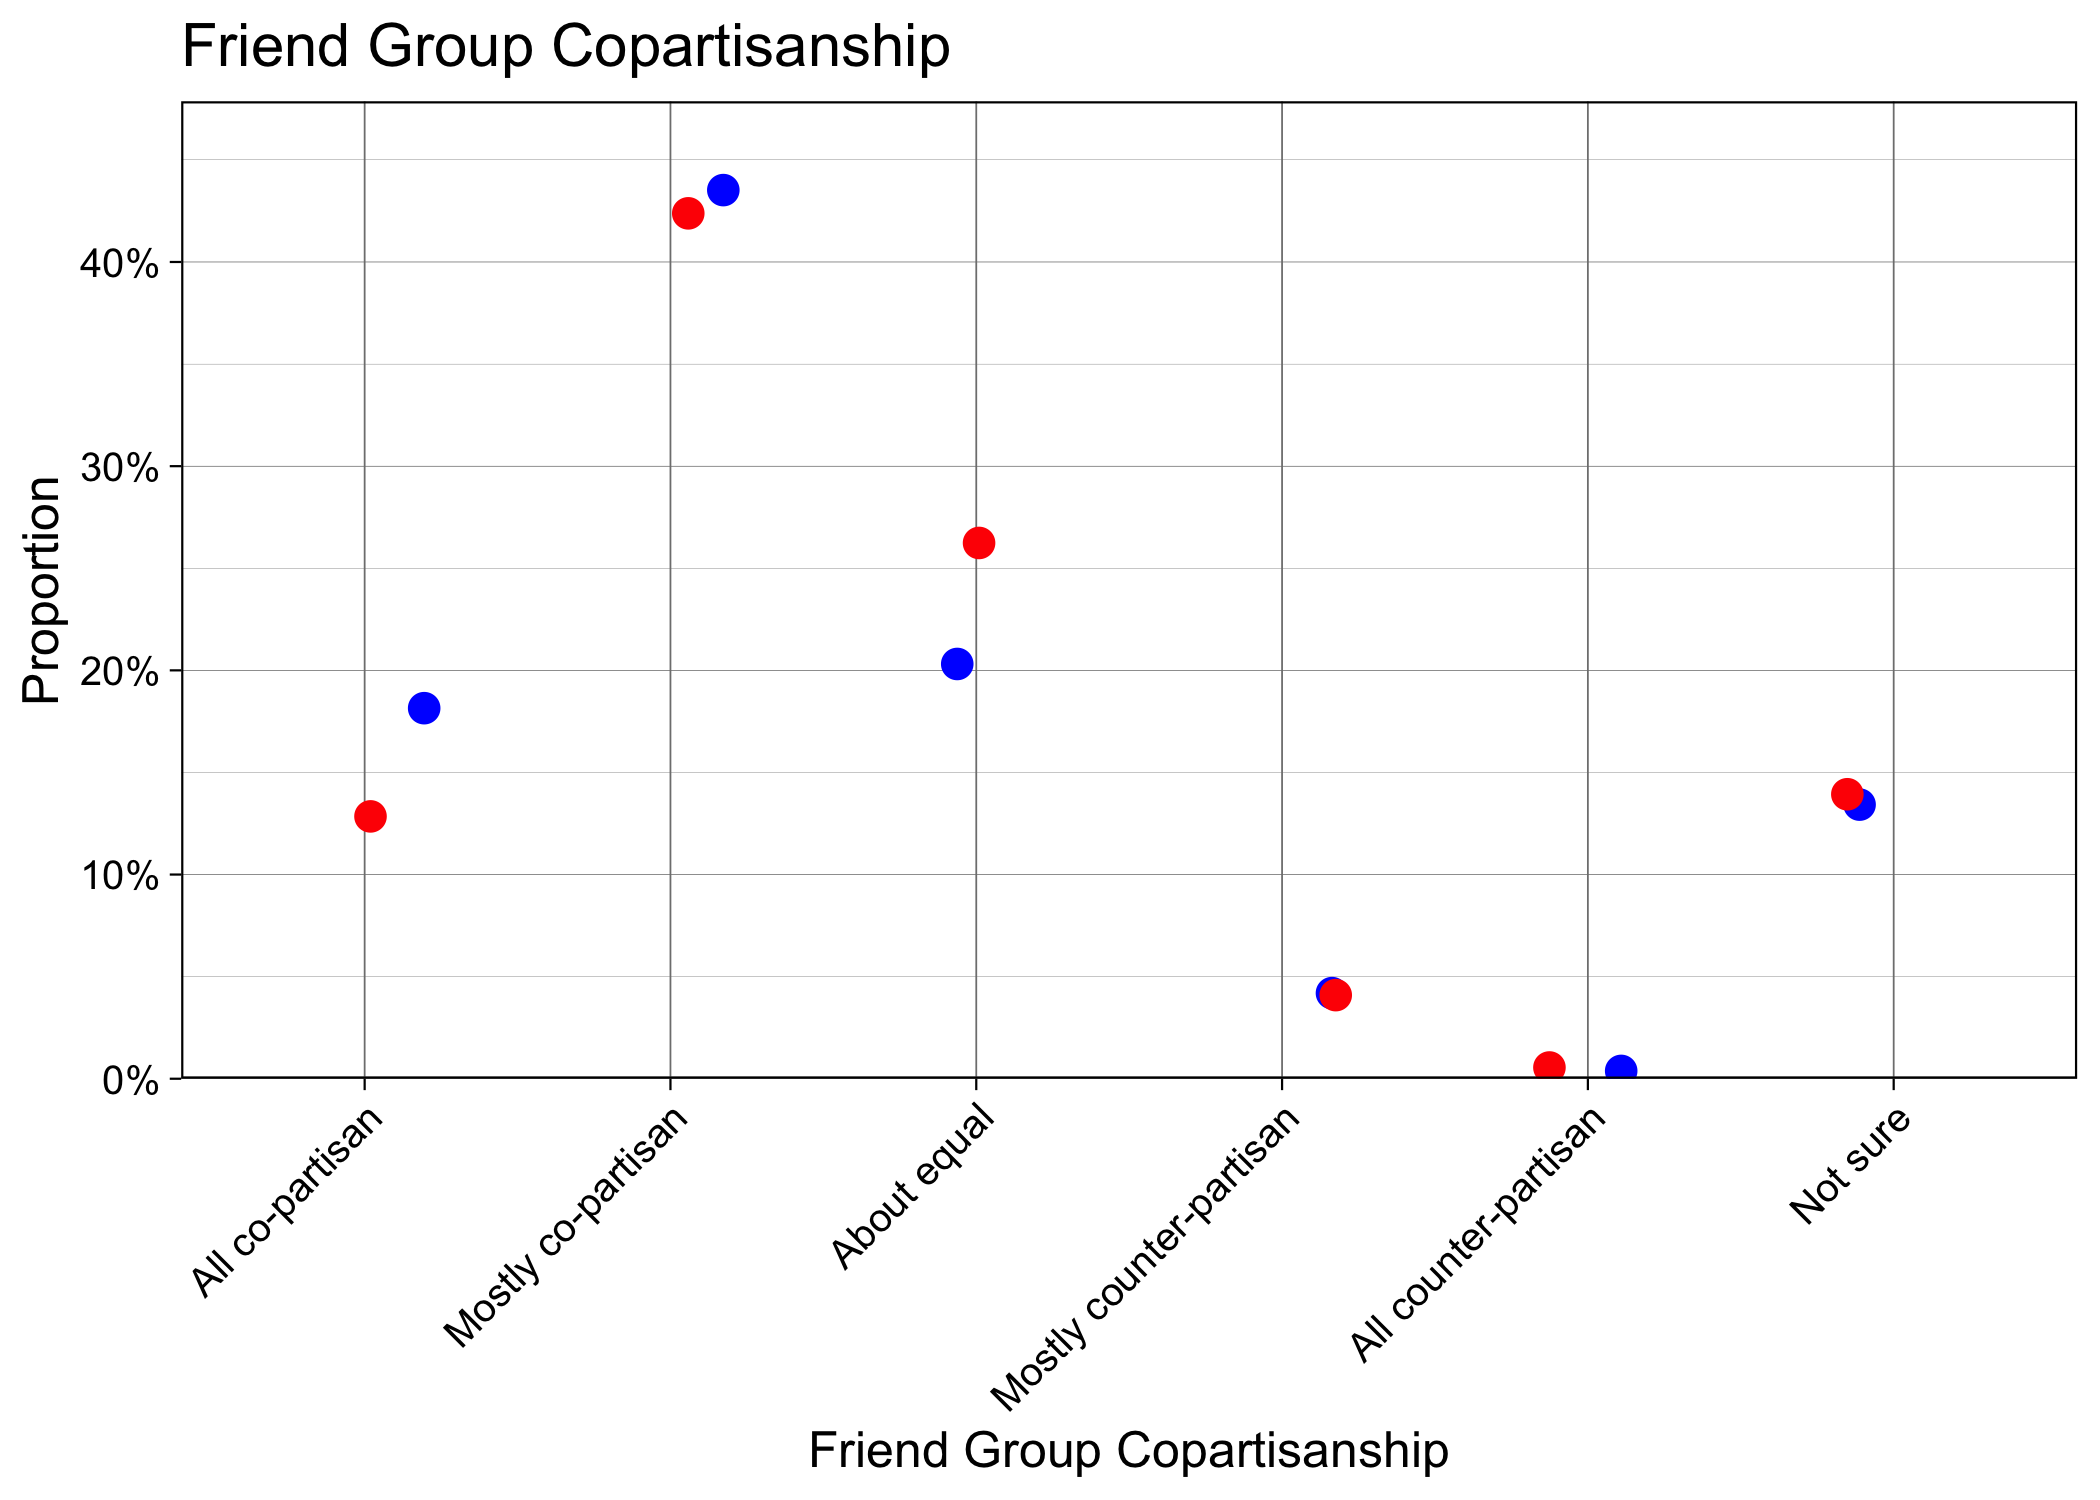 Friend Group Copartisanship
Proportion
40%
30%
20%
10%
0%
All co-partisan
Mostly co-partisan
About equal
Mostly counter-partisan
All counter-partisan
Not sure
Friend Group Copartisanship